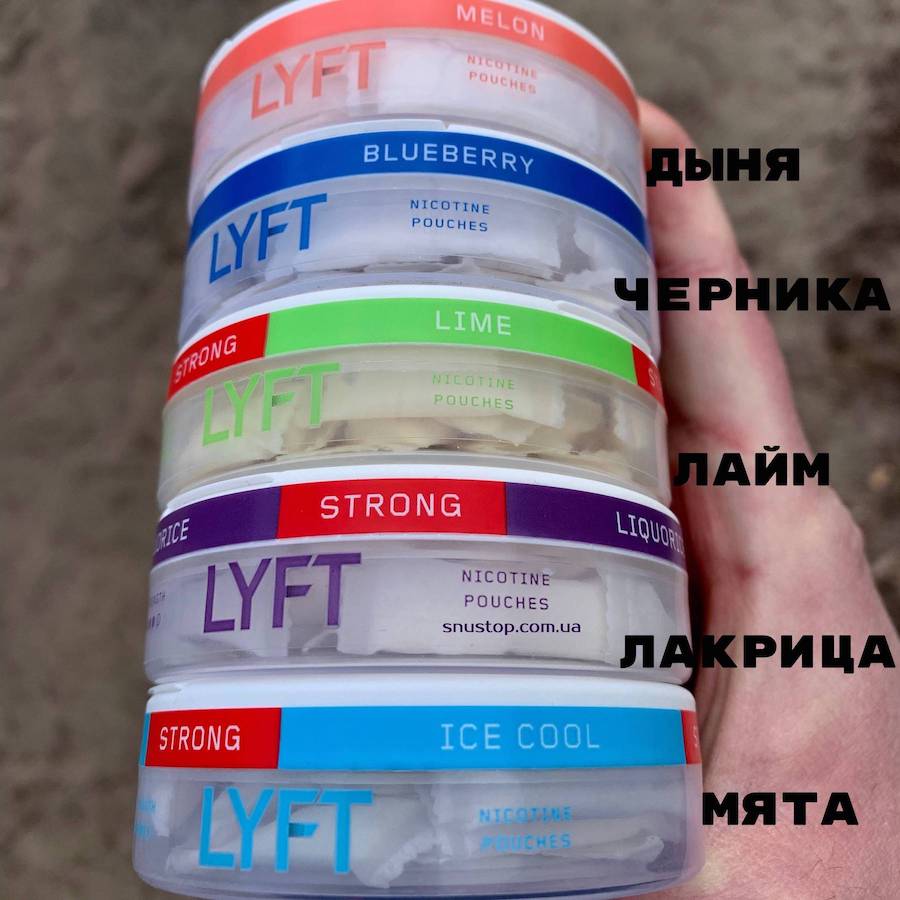 MELON
LYFT
NICOTINE
POUCHES
ДЫНЯ
BLUEBERRY
LYFT
NICOTINE
POUCHES
ЧЕРНИКА
STRONG LIME
LYFT
NICOTINE
POUCHES
ЛАЙМ
STRONG LIQUORIC
LYFT
NICOTINE
POUCHES
snustop.com.ua
ЛАКРИЦА
STRONG ICE COOL
LYFT
NICOTINE
POUCHES
МЯТА